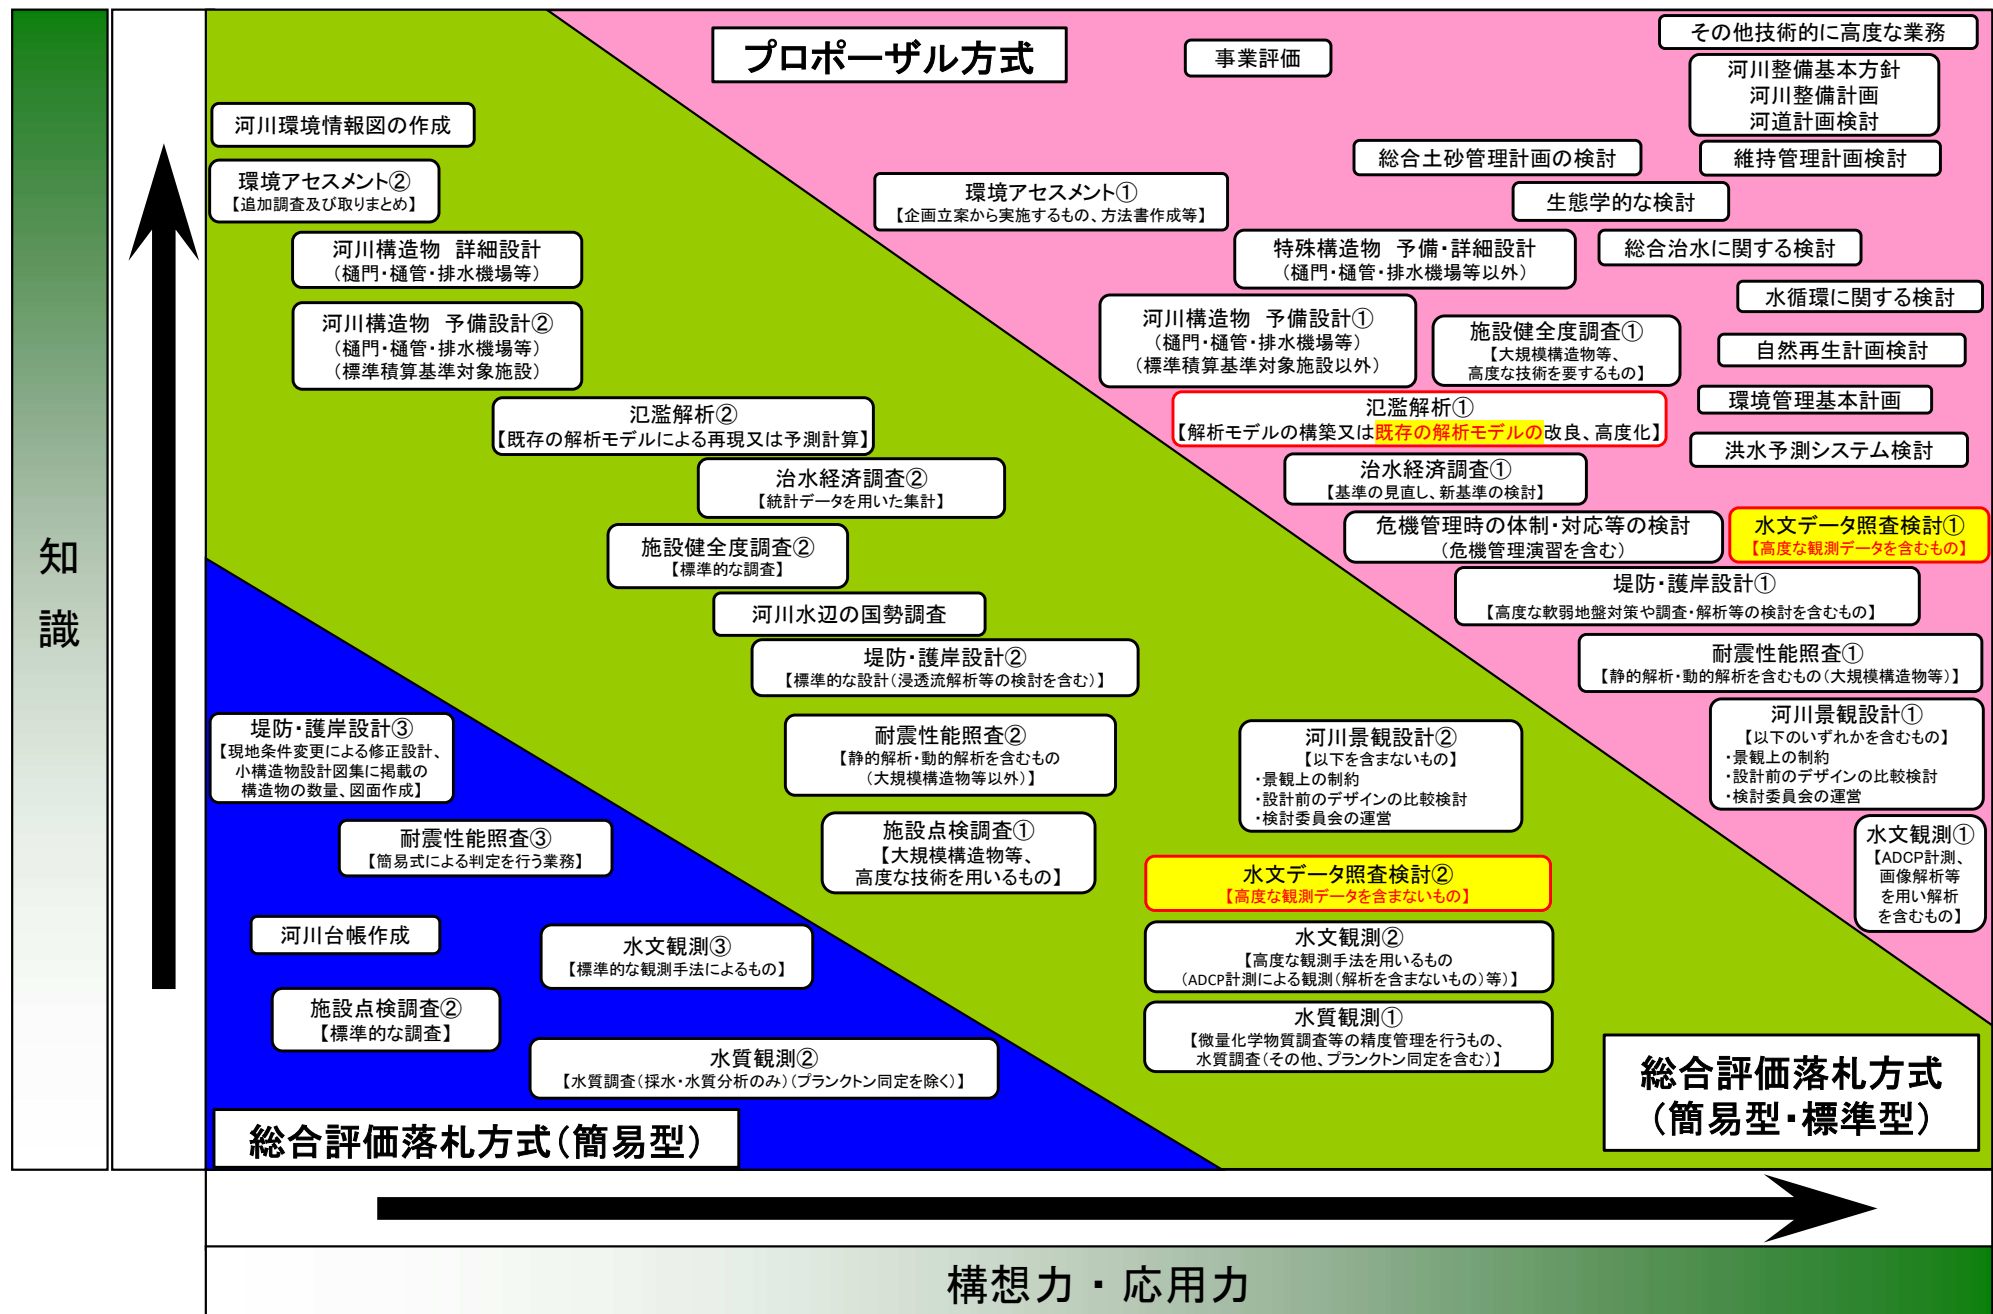 プロポーザル方式
事業評価
その他技術的に高度な業務
河川整備基本方針
河川整備計画
河道計画検討
総合土砂管理計画の検討
維持管理計画検討
環境アセスメント①
【企画立案から実施するもの、方法書作成等】
生態学的な検討
特殊構造物 予備・詳細設計
(樋門・樋管・排水機場等以外)
総合治水に関する検討
水循環に関する検討
河川構造物 予備設計①
(樋門・樋管・排水機場等)
(標準積算基準対象施設以外)
施設健全度調査①
【大規模構造物等、
高度な技術を要するもの】
自然再生計画検討
環境管理基本計画
氾濫解析①
【解析モデルの構築又は既存の解析モデルの改良、高度化】
洪水予測システム検討
治水経済調査①
【基準の見直し、新基準の検討】
危機管理時の体制・対応等の検討
(危機管理演習を含む)
水文データ照査検討①
【高度な観測データを含むもの】
堤防・護岸設計①
【高度な軟弱地盤対策や調査・解析等の検討を含むもの】
耐震性能照査①
【静的解析・動的解析を含むもの(大規模構造物等)】
河川景観設計①
【以下のいずれかを含むもの】
・景観上の制約
・設計前のデザインの比較検討
・検討委員会の運営
水文観測①
【ADCP計測、
画像解析等
を用い解析
を含むもの】
河川環境情報図の作成
環境アセスメント②
【追加調査及び取りまとめ】
河川構造物 詳細設計
(樋門・樋管・排水機場等)
河川構造物 予備設計②
(樋門・樋管・排水機場等)
(標準積算基準対象施設)
氾濫解析②
【既存の解析モデルによる再現又は予測計算】
治水経済調査②
【統計データを用いた集計】
施設健全度調査②
【標準的な調査】
河川水辺の国勢調査
堤防・護岸設計②
【標準的な設計(浸透流解析等の検討を含む)】
耐震性能照査②
【静的解析・動的解析を含むもの
(大規模構造物等以外)】
河川景観設計②
【以下を含まないもの】
・景観上の制約
・設計前のデザインの比較検討
・検討委員会の運営
施設点検調査①
【大規模構造物等、
高度な技術を用いるもの】
水文データ照査検討②
【高度な観測データを含まないもの】
水文観測②
【高度な観測手法を用いるもの
(ADCP計測による観測(解析を含まないもの)等)】
水質観測①
【微量化学物質調査等の精度管理を行うもの、
水質調査(その他、プランクトン同定を含む)】
総合評価落札方式
(簡易型・標準型)
堤防・護岸設計③
【現地条件変更による修正設計、
小構造物設計図集に掲載の
構造物の数量、図面作成】
耐震性能照査③
【簡易式による判定を行う業務】
河川台帳作成
水文観測③
【標準的な観測手法によるもの】
施設点検調査②
【標準的な調査】
水質観測②
【水質調査(採水・水質分析のみ)(プランクトン同定を除く)】
総合評価落札方式(簡易型)
知
識
構想力・応用力